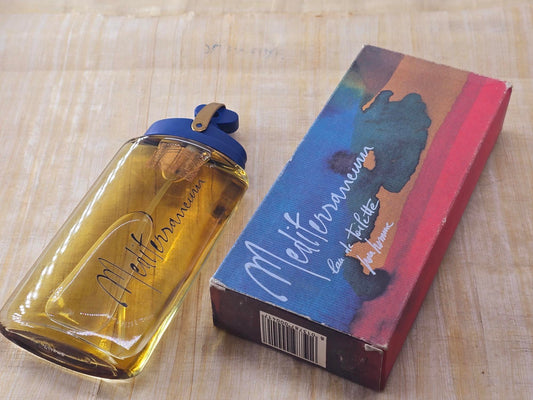 Mediterraneum
Mediterraneum
eau de toilette
pour homme